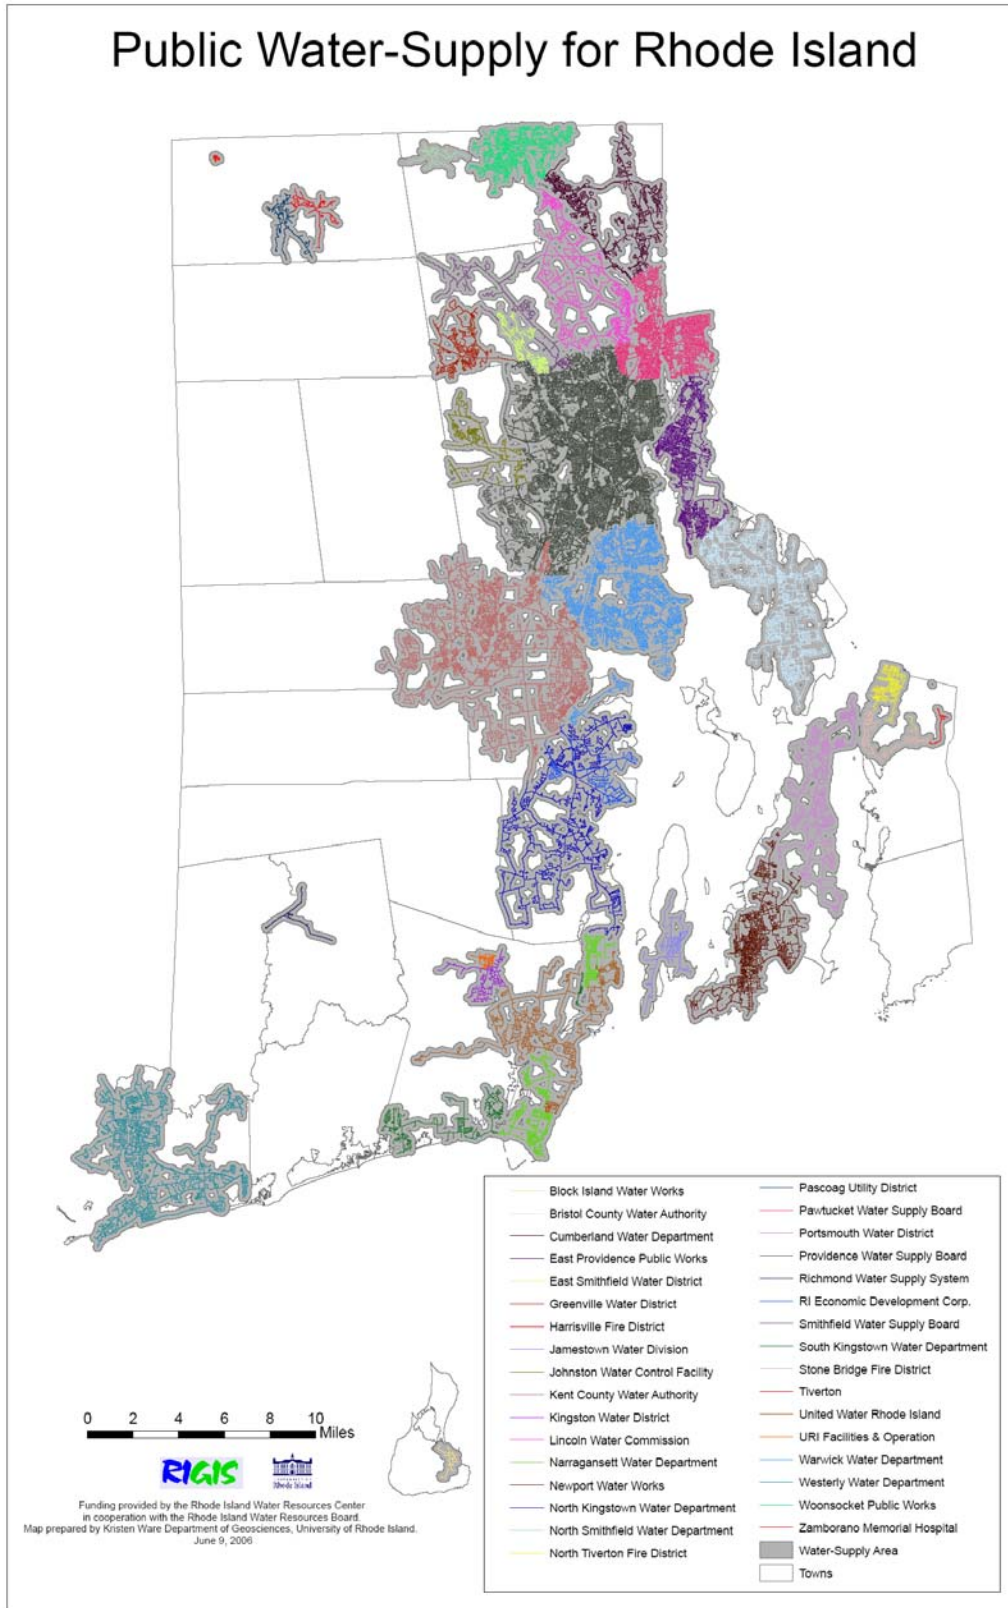 Public Water-Supply for Rhode Island
Block Island Water Works
Bristol County Water Authority
Cumberland Water Department
East Providence Public Works
East Smithfield Water District
Greenville Water District
Harrisville Fire District
Jamestown Water Division
Johnston Water Control Facility
Kent County Water Authority
Kingston Water District
Lincoln Water Commission
Narragansett Water Department
Newport Water Works
North Kingstown Water Department
North Smithfield Water Department
North Tiverton Fire District
Pascoag Utility District
Pawtucket Water Supply Board
Portsmouth Water District
Providence Water Supply Board
Richmond Water Supply System
RI Economic Development Corp.
Smithfield Water Supply Board
South Kingstown Water Department
Stone Bridge Fire District
Tiverton
United Water Rhode Island
URI Facilities & Operation
Warwick Water Department
Westerly Water Department
Woonsocket Public Works
Zamborano Memorial Hospital
Water-Supply Area
Towns
0 2 4 6 8 10
Miles
RIGIS
Rhode Island
Funding provided by the Rhode Island Water Resources Center
in cooperation with the Rhode Island Water Resources Board.
Map prepared by Kristen Ware Department of Geosciences, University of Rhode Island.
June 9, 2006